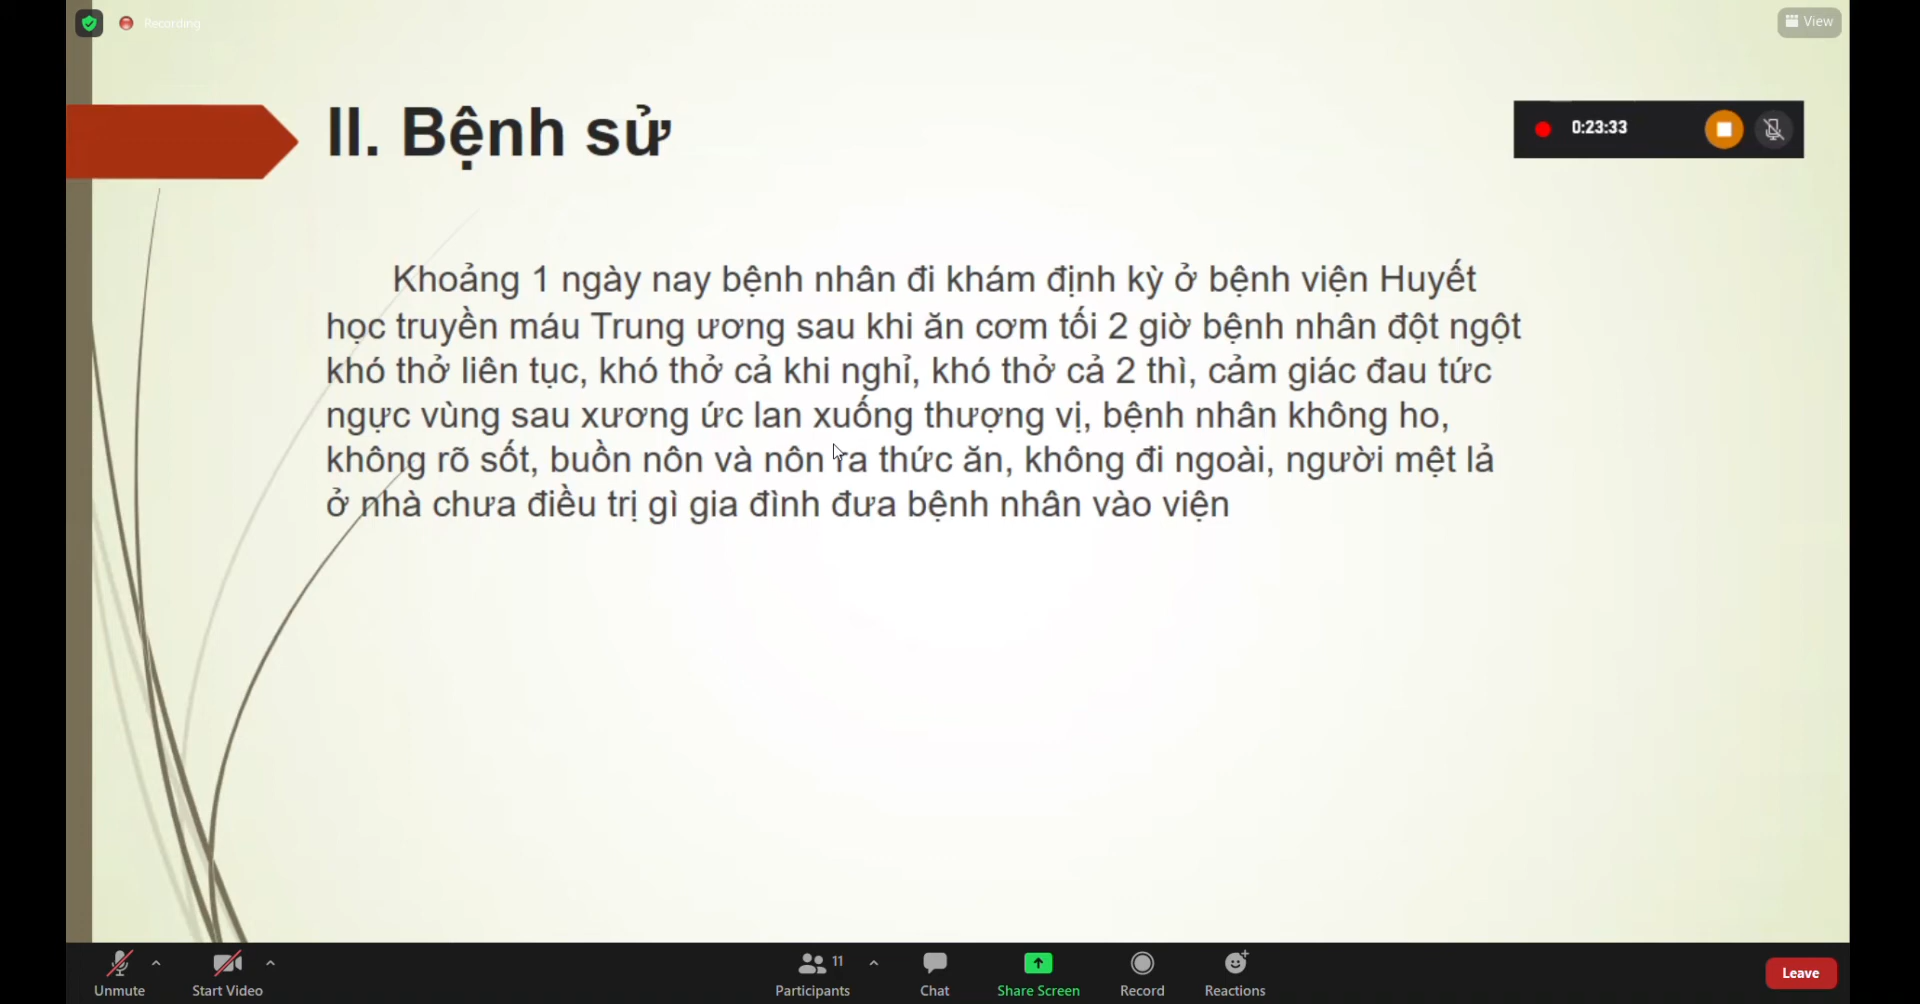 Recording
View
II. Bệnh sử
0:23:33
Khoảng 1 ngày nay bệnh nhân đi khám định kỳ ở bệnh viện Huyết
học truyền máu Trung ương sau khi ăn cơm tối 2 giờ bệnh nhân đột ngột
khó thở liên tục, khó thở cả khi nghỉ, khó thở cả 2 thì, cảm giác đau tức
ngực vùng sau xương ức lan xuống thượng vị, bệnh nhân không ho,
không rõ sốt, buồn nôn và nôn ra thức ăn, không đi ngoài, người mệt lả
ở nhà chưa điều trị gì gia đình đưa bệnh nhân vào viện
11
Unmute Start Video Participants Chat Share Screen Record Reactions Leave